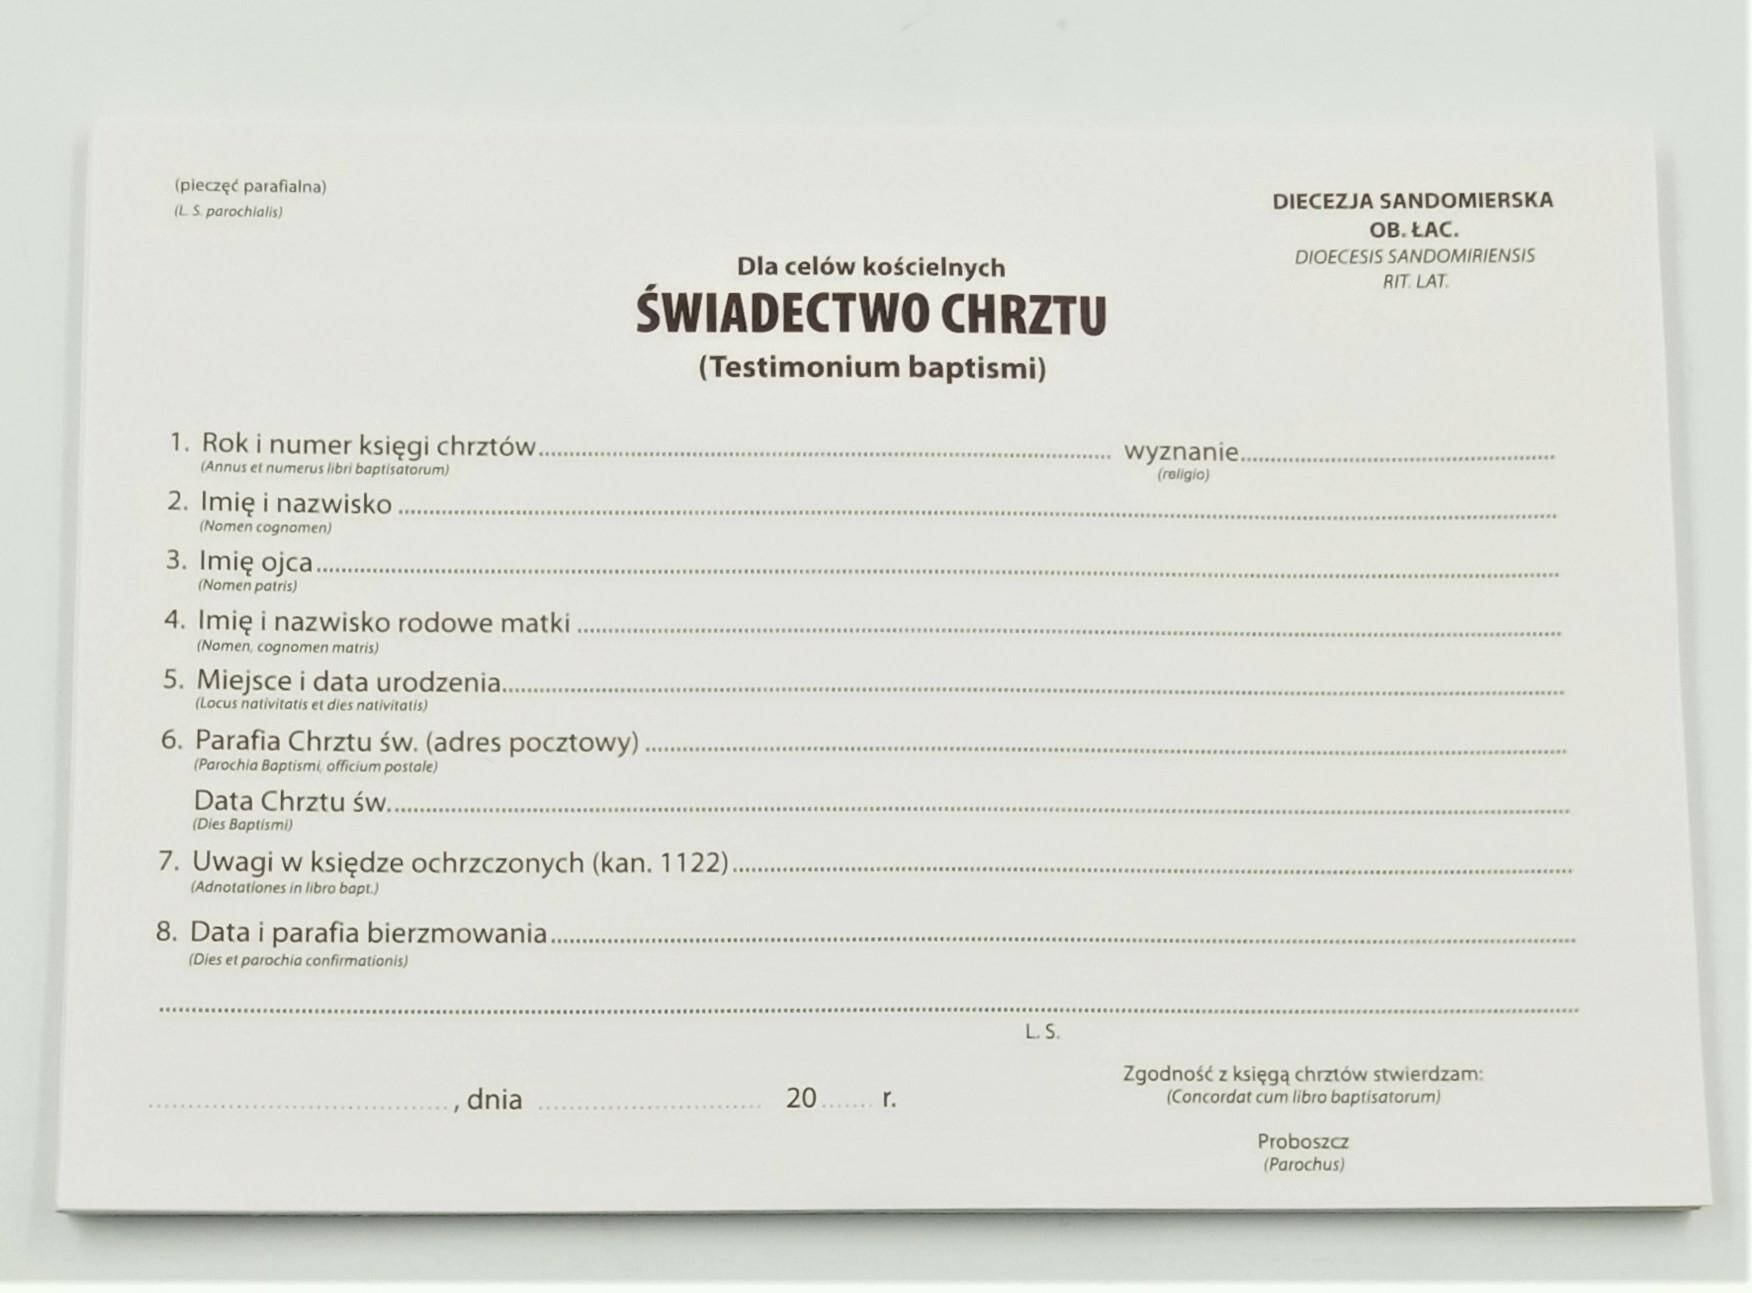 (pieczęć parafialna)
(L. S. parochialis)
DIECEZJA SANDOMIERSKA
OB. ŁAC.
DIOECESIS SANDOMIRIENSIS
RIT. LAT.
Dla celów kościelnych
ŚWIADECTWO CHRZTU
(Testimonium baptismi)
1. Rok i numer księgi chrztów........ wyznanie........
(Annus et numerus libri baptisatorum) (religio)
2. Imię i nazwisko ........
(Nomen cognomen)
3. Imię ojca........
(Nomen patris)
4. Imię i nazwisko rodowe matki ........
(Nomen, cognomen matris)
5. Miejsce i data urodzenia........
(Locus nativitatis et dies nativitatis)
6. Parafia Chrztu św. (adres pocztowy) ........
(Parochia Baptismi, officium postale)
Data Chrztu św.........
(Dies Baptismi)
7. Uwagi w księdze ochrzczonych (kan. 1122)........
(Adnotationes in libro bapt.)
8. Data i parafia bierzmowania........
(Dies et parochia confirmationis)
........
L. S.
........, dnia ........ 20...... r.
Zgodność z księgą chrztów stwierdzam:
(Concordat cum libro baptisatorum)
Proboszcz
(Parochus)